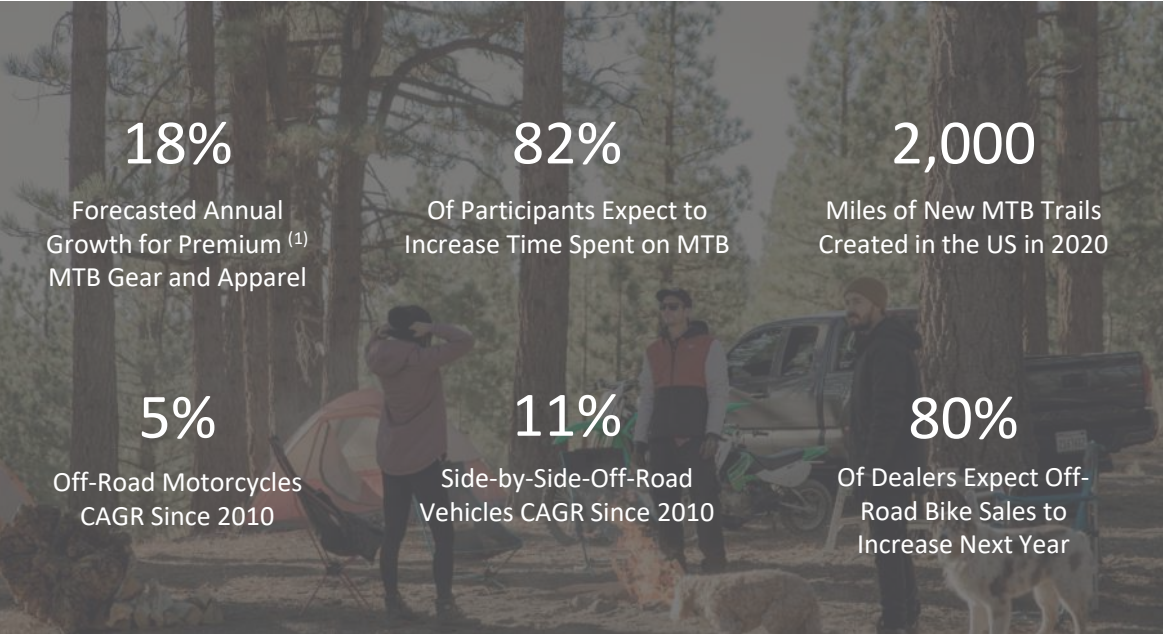 18%
Forecasted Annual
Growth for Premium (1)
MTB Gear and Apparel
82%
Of Participants Expect to
Increase Time Spent on MTB
2,000
Miles of New MTB Trails
Created in the US in 2020
5%
Off-Road Motorcycles
CAGR Since 2010
11%
Side-by-Side-Off-Road
Vehicles CAGR Since 2010
80%
Of Dealers Expect Off-
Road Bike Sales to
Increase Next Year